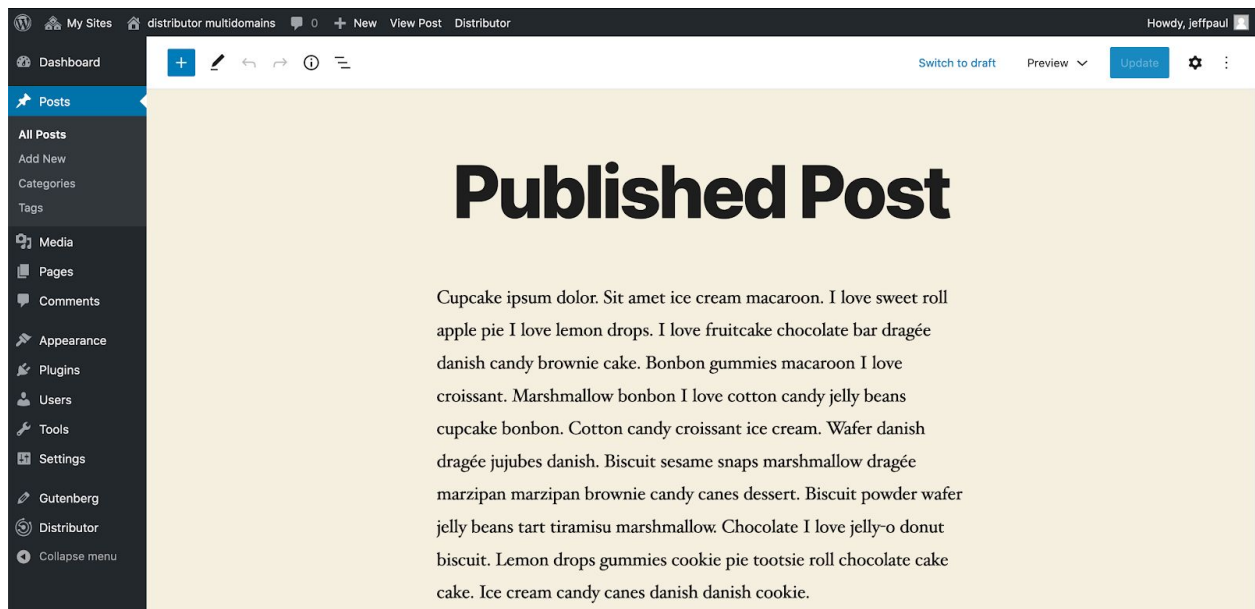 My Sites distributor multidomains 0 New View Post Distributor Howdy, jeffpaul
Dashboard
Posts
All Posts
Add New
Categories
Tags
Media
Pages
Comments
Appearance
Plugins
Users
Tools
Settings
Gutenberg
Distributor
Collapse menu
Switch to draft Preview Update
Published Post
Cupcake ipsum dolor. Sit amet ice cream macaroon. I love sweet roll
apple pie I love lemon drops. I love fruitcake chocolate bar dragée
danish candy brownie cake. Bonbon gummies macaroon I love
croissant. Marshmallow bonbon I love cotton candy jelly beans
cupcake bonbon. Cotton candy croissant ice cream. Wafer danish
dragée jujubes danish. Biscuit sesame snaps marshmallow dragée
marzipan marzipan brownie candy canes dessert. Biscuit powder wafer
jelly beans tart tiramisu marshmallow. Chocolate I love jelly-o donut
biscuit. Lemon drops gummies cookie pie tootsie roll chocolate cake
cake. Ice cream candy canes danish danish cookie.